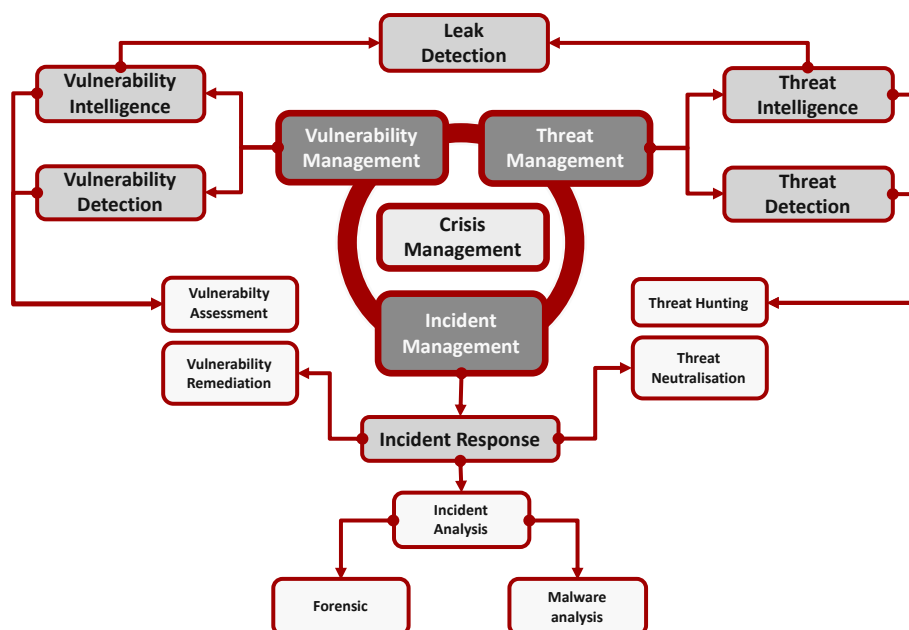 Leak
Detection
Vulnerability
Intelligence
Threat
Intelligence
Vulnerability
Management
Threat
Management
Vulnerability
Detection
Threat
Detection
Crisis
Management
Vulnerabilty
Assessment
Threat Hunting
Incident
Management
Vulnerability
Remediation
Threat
Neutralisation
Incident Response
Incident
Analysis
Forensic
Malware
analysis